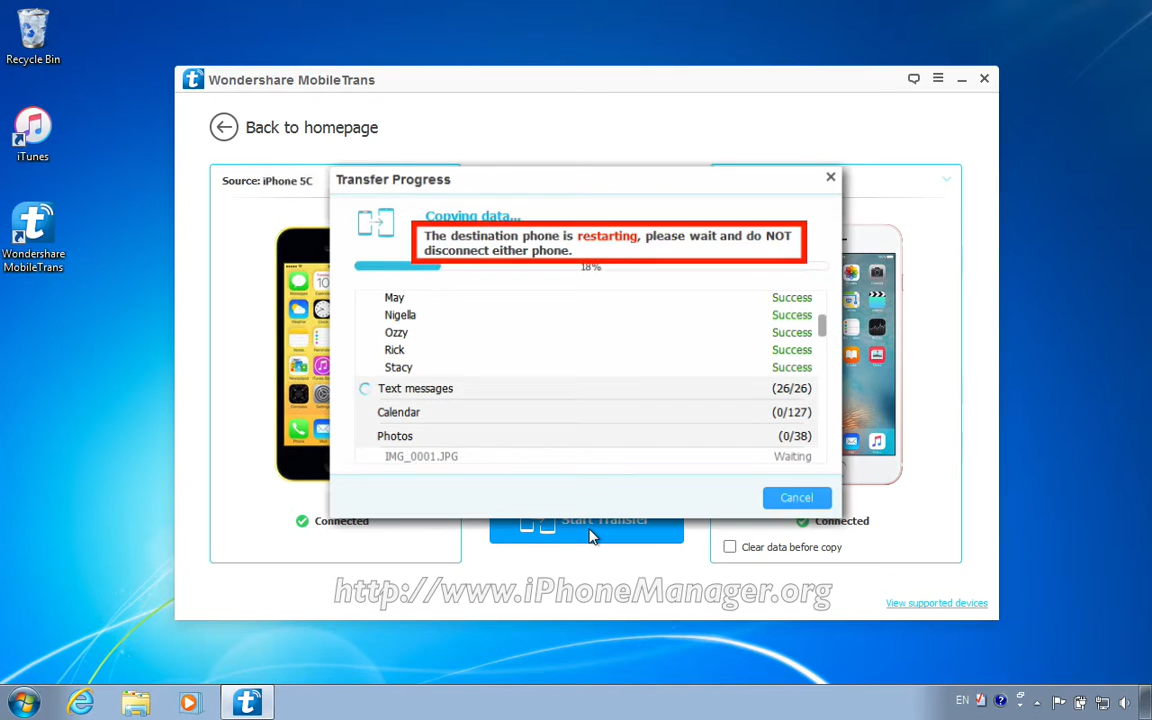 Recycle Bin
iTunes
Wondershare
MobileTrans
Wondershare MobileTrans
Back to homepage
Source: iPhone 5C
Transfer Progress
Copying data...
The destination phone is restarting, please wait and do NOT
disconnect either phone.
18%
May Success
Nigella Success
Ozzy Success
Rick Success
Stacy Success
Text messages (26/26)
Calendar (0/127)
Photos (0/38)
IMG_0001.JPG Waiting
Cancel
Connected
Start Transfer
Connected
Clear data before copy
http://www.iPhoneManager.org
View supported devices
EN